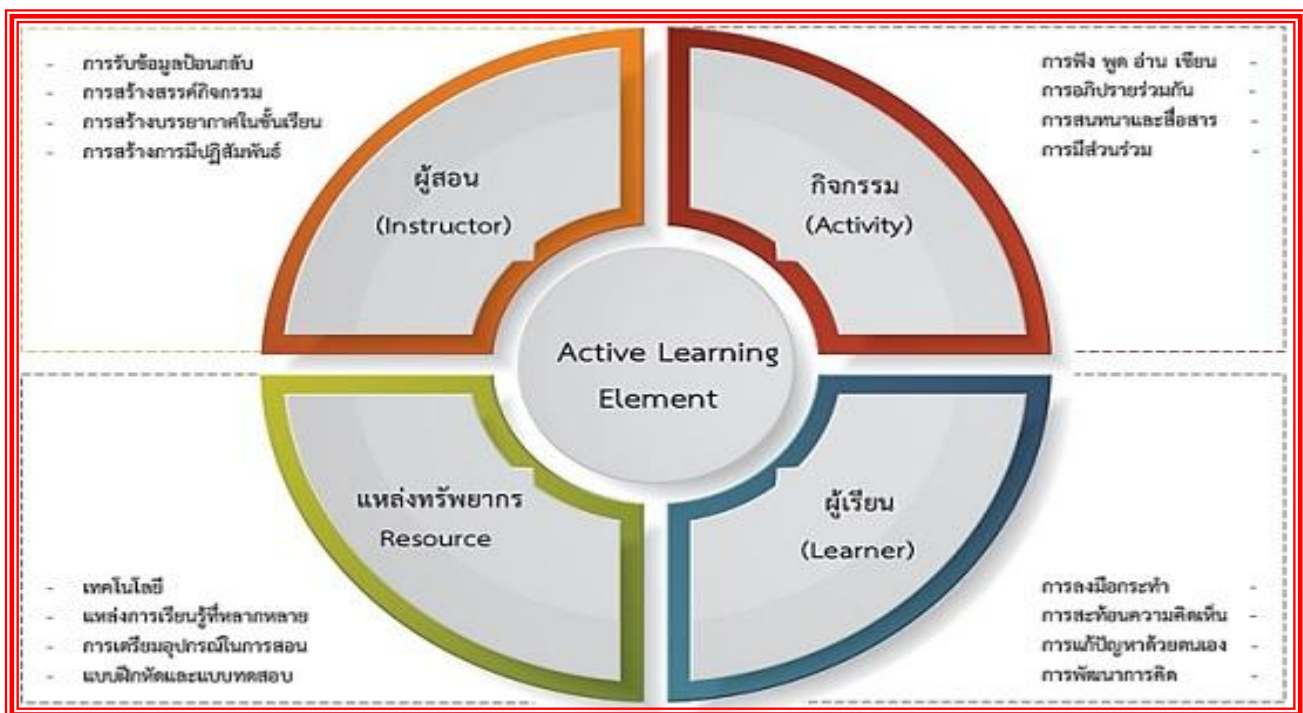 - การรับข้อมูลป้อนกลับ
- การสร้างสรรค์กิจกรรม
- การสร้างบรรยากาศในชั้นเรียน
- การสร้างการมีปฏิสัมพันธ์
ผู้สอน
(Instructor)
การฟัง พูด อ่าน เขียน -
การอภิปรายร่วมกัน -
การสนทนาและสื่อสาร -
การมีส่วนร่วม -
กิจกรรม
(Activity)
Active Learning
Element
แหล่งทรัพยากร
Resource
- เทคโนโลยี
- แหล่งการเรียนรู้ที่หลากหลาย
- การเตรียมอุปกรณ์ในการสอน
- แบบฝึกหัดและแบบทดสอบ
ผู้เรียน
(Learner)
การลงมือกระทำ -
การสะท้อนความคิดเห็น -
การแก้ปัญหาด้วยตนเอง -
การพัฒนาการคิด -